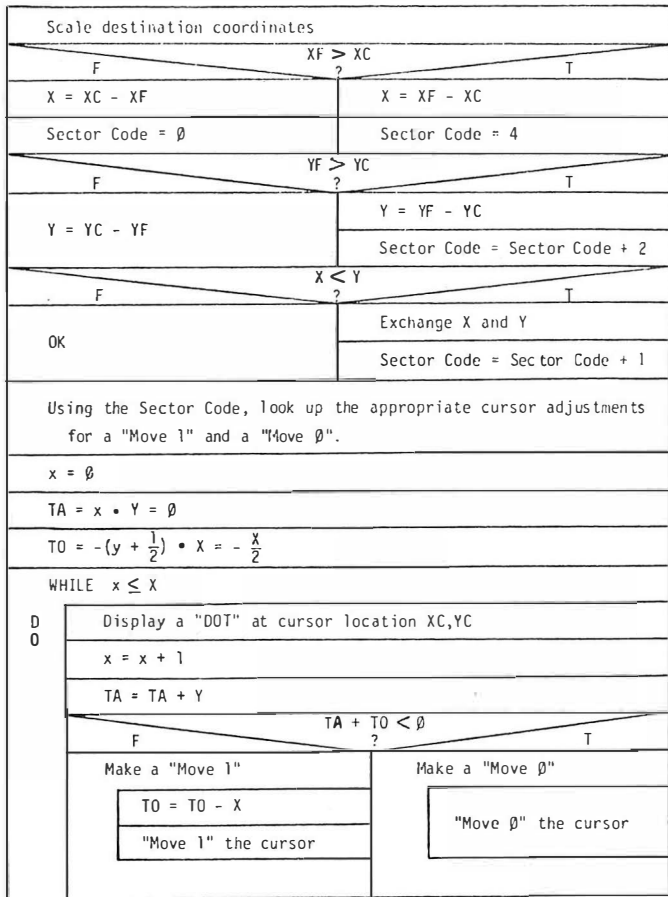 Scale destination coordinates
XF > XC
F ? T
X = XC - XF
X = XF - XC
Sector Code = Ø
Sector Code = 4
YF > YC
F ? T
Y = YC - YF
Y = YF - YC
Sector Code = Sector Code + 2
X < Y
F ? T
OK
Exchange X and Y
Sector Code = Sector Code + 1
Using the Sector Code, look up the appropriate cursor adjustments
for a "Move 1" and a "Move Ø".
x = Ø
TA = x • Y = Ø
TO = -(y + 1/2) • X = - X/2
WHILE x ≤ X
DO
Display a "DOT" at cursor location XC,YC
x = x + 1
TA = TA + Y
TA + TO < Ø
F ? T
Make a "Move 1"
TO = TO - X
"Move 1" the cursor
Make a "Move Ø"
"Move Ø" the cursor